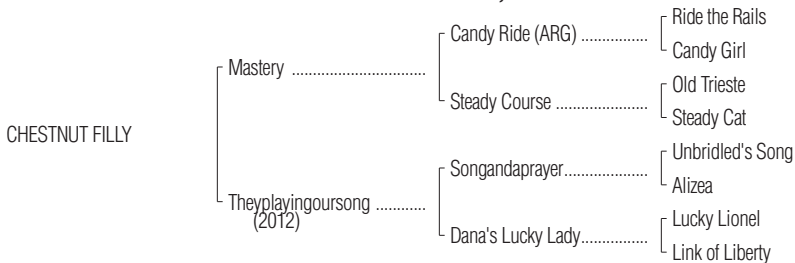 Ride the Rails
Candy Ride (ARG) ................
Candy Girl
Mastery ................................
Old Trieste
Steady Course ......................
Steady Cat
CHESTNUT FILLY
Unbridled's Song
Songandaprayer....................
Alizea
Theyplayingoursong ............
(2012)
Lucky Lionel
Dana's Lucky Lady................
Link of Liberty